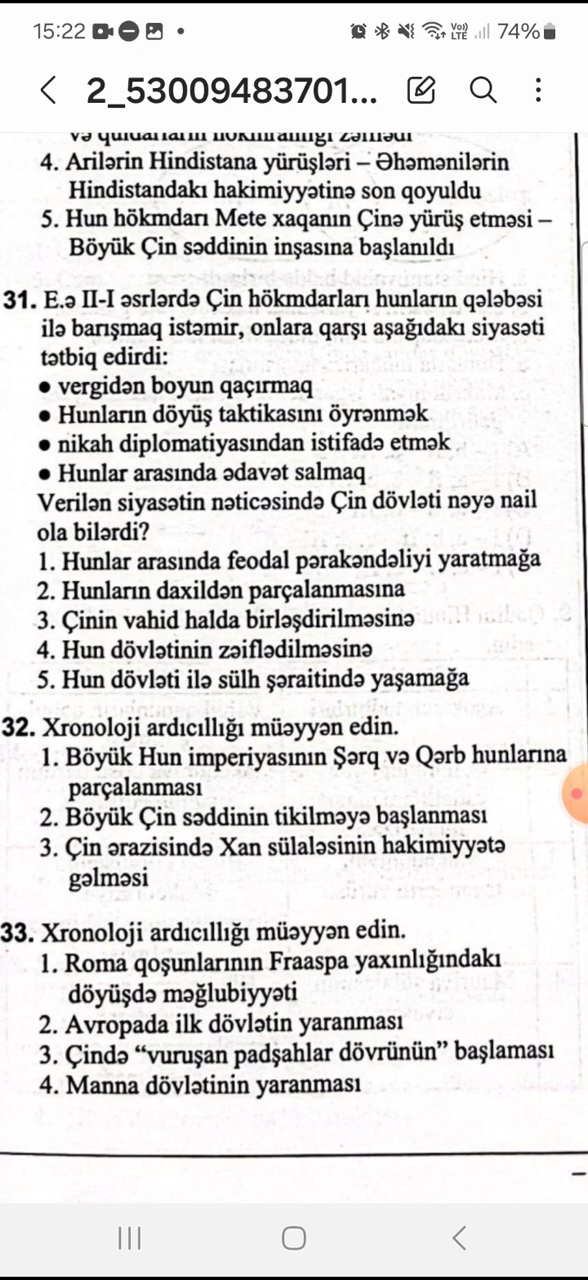 15:22
Vo)) LTE
74%
2_53009483701...
4. Arilərin Hindistana yürüşləri – Əhəmənilərin
Hindistandakı hakimiyyətinə son qoyuldu
5. Hun hökmdarı Mete xaqanın Çinə yürüş etməsi –
Böyük Çin səddinin inşasına başlanıldı
31. E.ə II-I əsrlərdə Çin hökmdarları hunların qələbəsi
ilə barışmaq istəmir, onlara qarşı aşağıdakı siyasəti
tətbiq edirdi:
● vergidən boyun qaçırmaq
● Hunların döyüş taktikasını öyrənmək
● nikah diplomatiyasından istifadə etmək
● Hunlar arasında ədavət salmaq
Verilən siyasətin nəticəsində Çin dövləti nəyə nail
ola bilərdi?
1. Hunlar arasında feodal pərakəndəliyi yaratmağa
2. Hunların daxildən parçalanmasına
3. Çinin vahid halda birləşdirilməsinə
4. Hun dövlətinin zəiflədilməsinə
5. Hun dövləti ilə sülh şəraitində yaşamağa
32. Xronoloji ardıcıllığı müəyyən edin.
1. Böyük Hun imperiyasının Şərq və Qərb hunlarına
parçalanması
2. Böyük Çin səddinin tikilməyə başlanması
3. Çin ərazisində Xan sülaləsinin hakimiyyətə
gəlməsi
33. Xronoloji ardıcıllığı müəyyən edin.
1. Roma qoşunlarının Fraaspa yaxınlığındakı
döyüşdə məğlubiyyəti
2. Avropada ilk dövlətin yaranması
3. Çində “vuruşan padşahlar dövrünün” başlaması
4. Manna dövlətinin yaranması